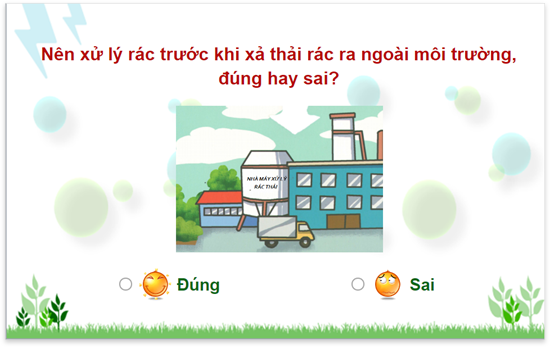 Nên xử lý rác trước khi xả thải rác ra ngoài môi trường,
đúng hay sai?
NHÀ MÁY XỬ LÝ
RÁC THẢI
Đúng
Sai